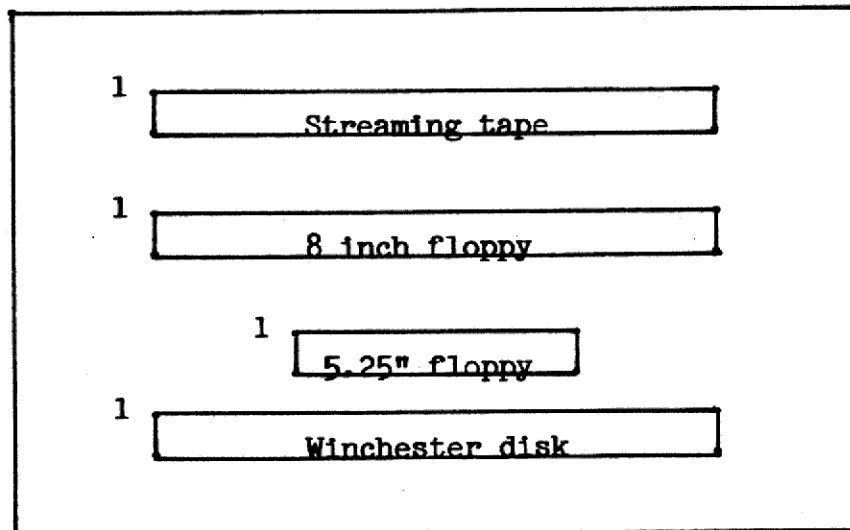 1
Streaming tape
1
8 inch floppy
1
5.25" floppy
1
Winchester disk